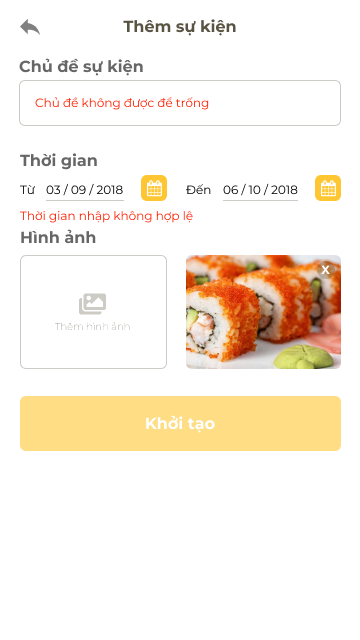 Thêm sự kiện
Chủ đề sự kiện
Chủ đề không được để trống
Thời gian
Từ 03 / 09 / 2018 Đến 06 / 10 / 2018
Thời gian nhập không hợp lệ
Hình ảnh
X
Thêm hình ảnh
Khởi tạo